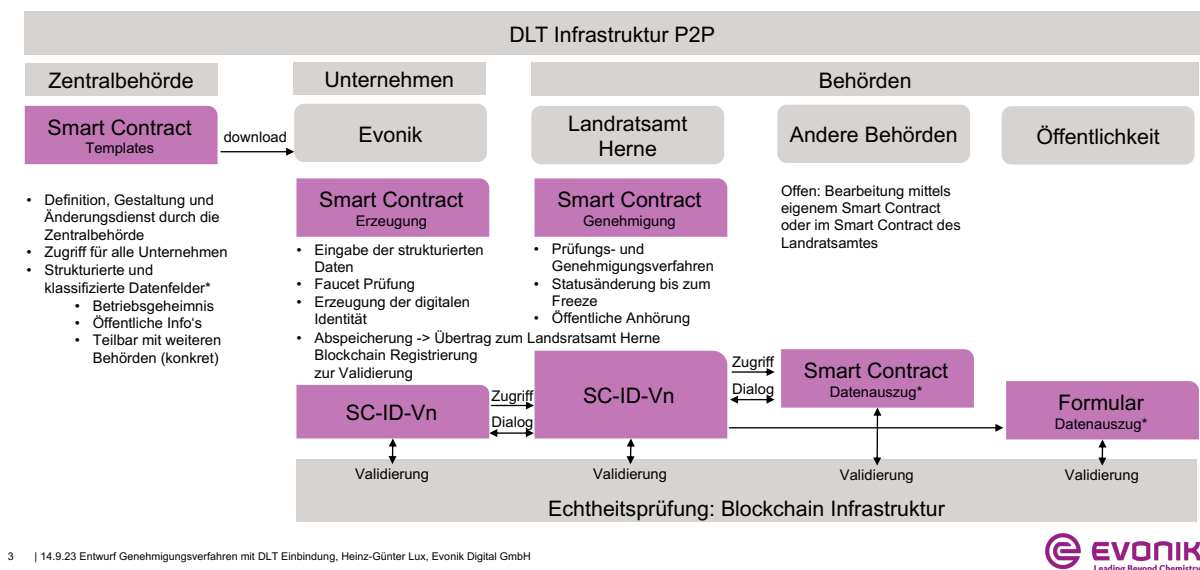 DLT Infrastruktur P2P
Zentralbehörde
Unternehmen
Behörden
Smart Contract
Templates
download
Evonik
Landratsamt
Herne
Andere Behörden
Öffentlichkeit
• Definition, Gestaltung und
Änderungsdienst durch die
Zentralbehörde
• Zugriff für alle Unternehmen
• Strukturierte und
klassifizierte Datenfelder*
• Betriebsgeheimnis
• Öffentliche Info's
• Teilbar mit weiteren
Behörden (konkret)
Smart Contract
Erzeugung
• Eingabe der strukturierten
Daten
• Faucet Prüfung
• Erzeugung der digitalen
Identität
• Abspeicherung -> Übertrag zum Landsratsamt Herne
Blockchain Registrierung
zur Validierung
Smart Contract
Genehmigung
• Prüfungs- und
Genehmigungsverfahren
• Statusänderung bis zum
Freeze
• Öffentliche Anhörung
Offen: Bearbeitung mittels
eigenem Smart Contract
oder im Smart Contract des
Landratsamtes
SC-ID-Vn
Zugriff
Dialog
SC-ID-Vn
Zugriff
Dialog
Smart Contract
Datenauszug*
Formular
Datenauszug*
Validierung
Validierung
Validierung
Validierung
Echtheitsprüfung: Blockchain Infrastruktur
3 | 14.9.23 Entwurf Genehmigungsverfahren mit DLT Einbindung, Heinz-Günter Lux, Evonik Digital GmbH
EVONIK
Leading Beyond Chemistry